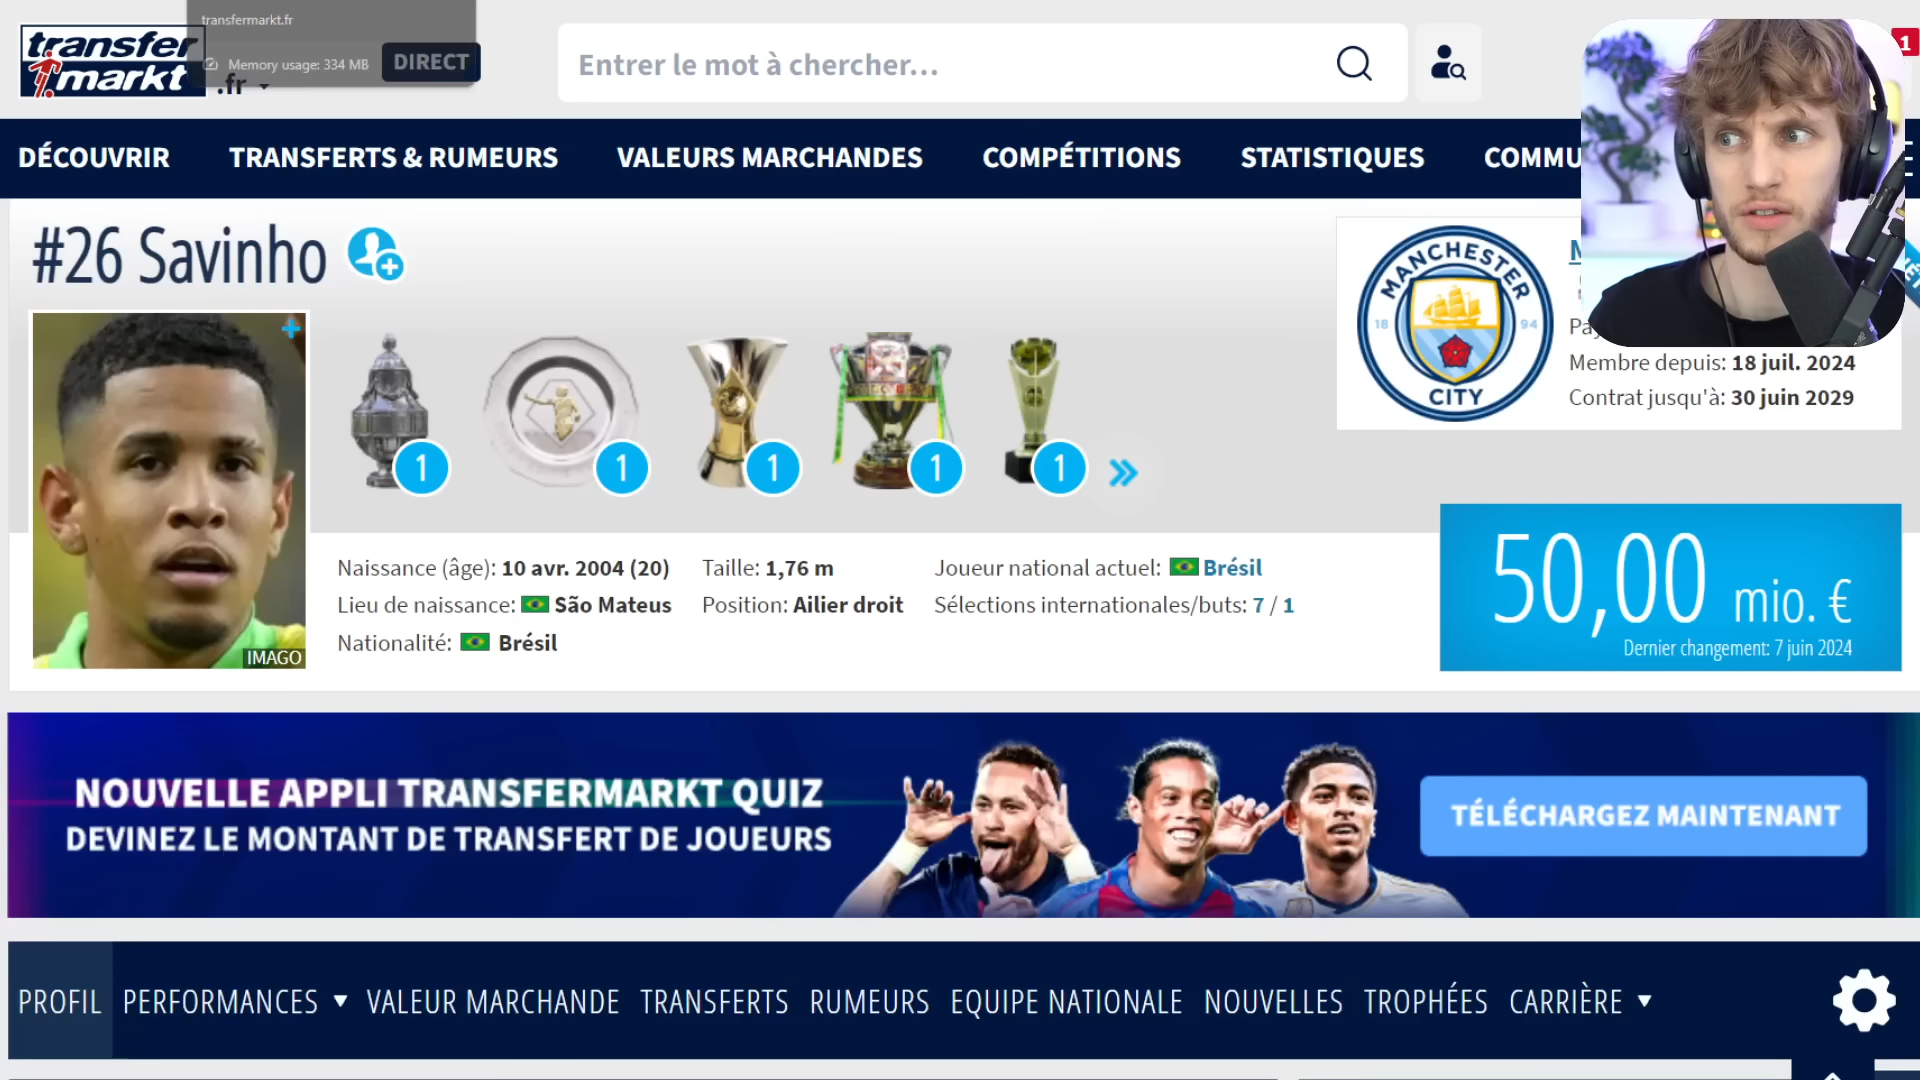 transfermarkt.fr
Memory usage: 334 MB
DIRECT
transfer
markt
.fr
Entrer le mot à chercher...
1
DÉCOUVRIR TRANSFERTS & RUMEURS VALEURS MARCHANDES COMPÉTITIONS STATISTIQUES COMMU
#26 Savinho
MANCHESTER
18 94
CITY
M
Pa
Membre depuis: 18 juil. 2024
Contrat jusqu'à: 30 juin 2029
1 1 1 1 1
Naissance (âge): 10 avr. 2004 (20) Taille: 1,76 m Joueur national actuel: Brésil
Lieu de naissance: São Mateus Position: Ailier droit Sélections internationales/buts: 7 / 1
Nationalité: Brésil
IMAGO
50,00 mio. €
Dernier changement: 7 juin 2024
NOUVELLE APPLI TRANSFERMARKT QUIZ
DEVINEZ LE MONTANT DE TRANSFERT DE JOUEURS
TÉLÉCHARGEZ MAINTENANT
PROFIL PERFORMANCES VALEUR MARCHANDE TRANSFERTS RUMEURS EQUIPE NATIONALE NOUVELLES TROPHÉES CARRIÈRE